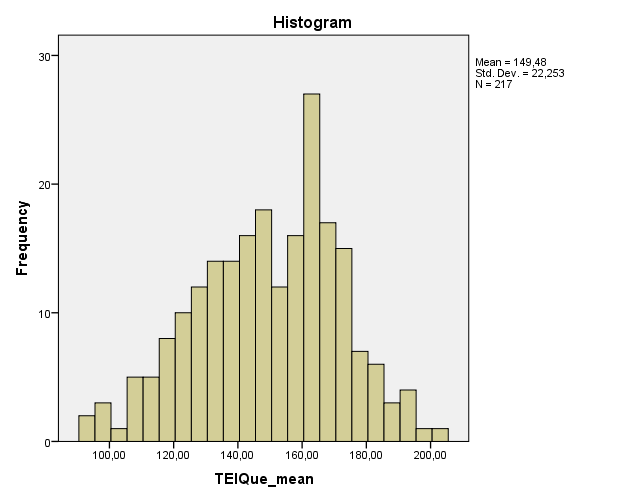 Histogram
Mean = 149,48
Std. Dev. = 22,253
N = 217
30
20
10
0
Frequency
100,00 120,00 140,00 160,00 180,00 200,00
TEIQue_mean